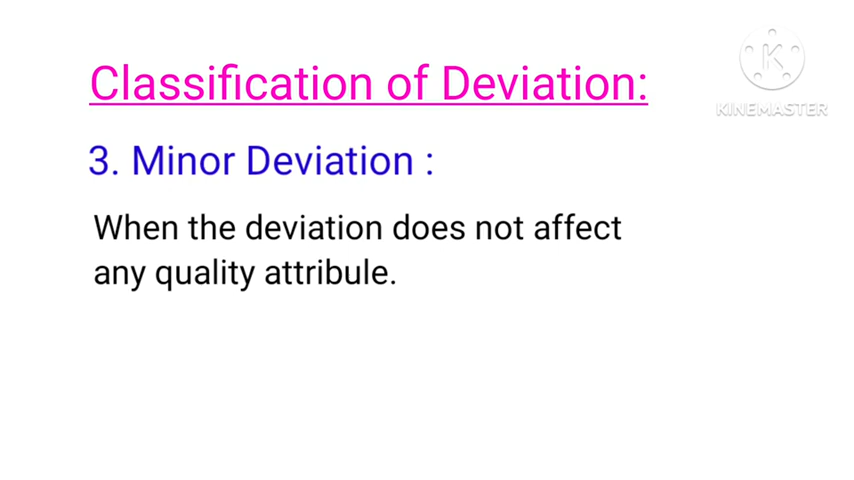 Classification of Deviation:
K
KINEMASTER
3. Minor Deviation :
When the deviation does not affect
any quality attribule.